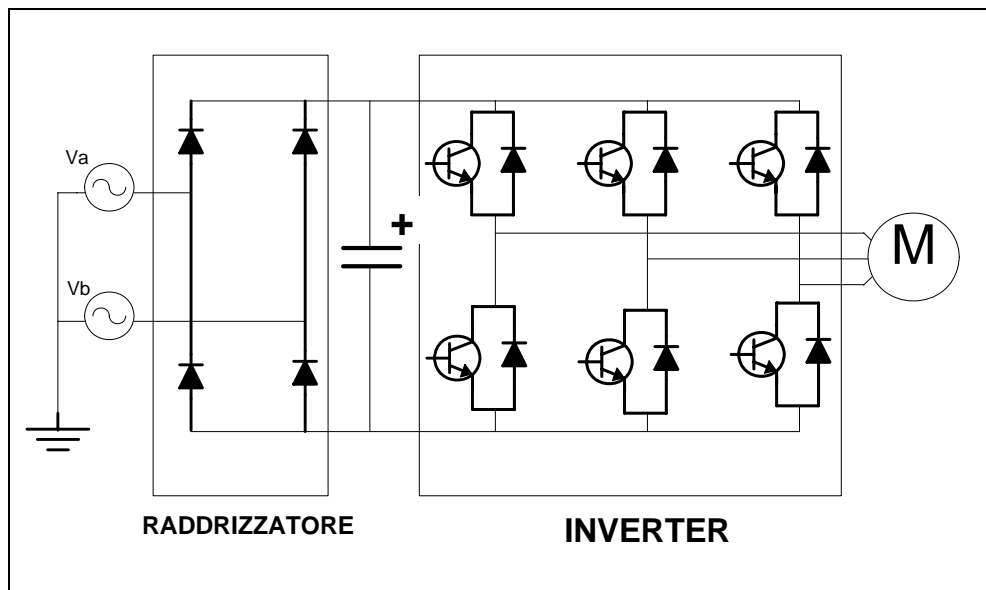 Va
Vb
+
M
RADDRIZZATORE
INVERTER